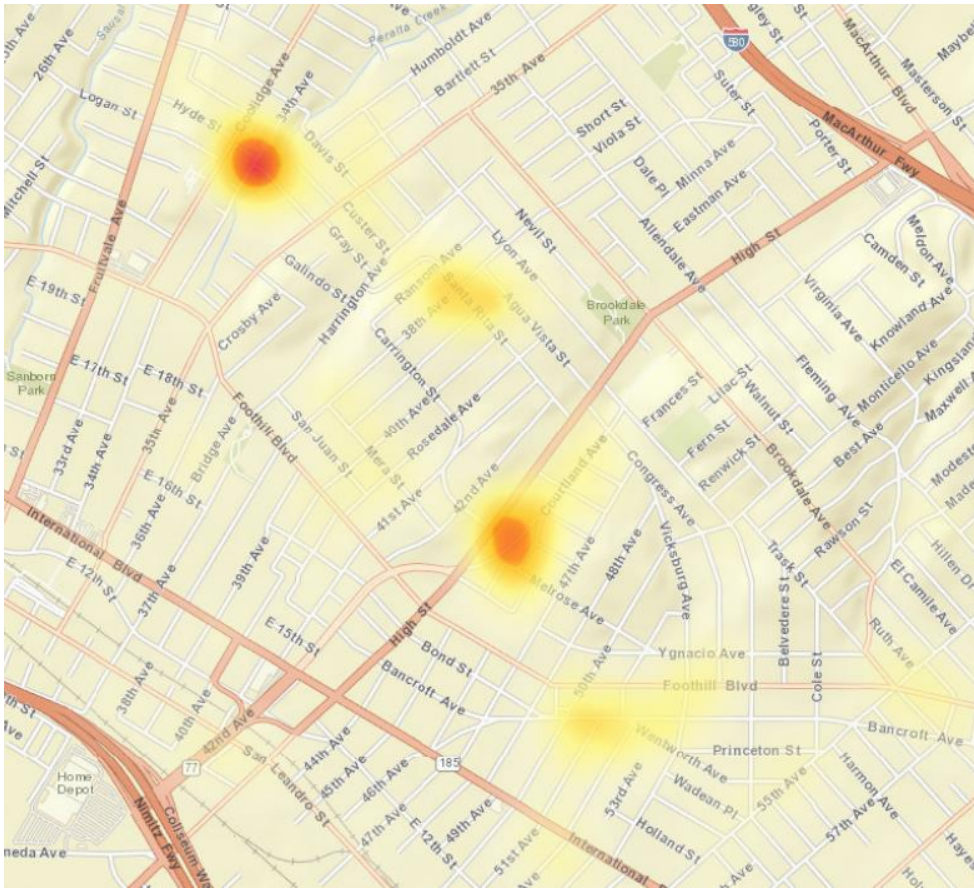 26th Ave
Sausal
Peralta Creek
Humboldt Ave
Bartlett St
35th Ave
580
Suter St
MacArthur Blvd
Masterson St
Logan St
Hyde St
Coolidge Ave
34th Ave
Davis St
Short St
Viola St
Porter St
MacArthur Fwy
Mitchell St
Dale Pl
Minna Ave
Eastman Ave
Fruitvale Ave
Custer St
Gray St
Nevil St
Lyon Ave
Allendale Ave
High St
Meldon Ave
Camden St
E 19th St
Galindo St
Harrington Ave
Ransom Ave
Santa Rita St
Agua Vista St
Brookdale
Park
Virginia Ave
Knowland Ave
Crosby Ave
38th Ave
Carrington St
Monticello Ave
Sanborn
Park
E 17th St
E 18th St
Foothill Blvd
Frances St
Lilac St
Walnut St
Fleming Ave
33rd Ave
34th Ave
35th Ave
Bridge Ave
San Juan St
40th Ave
Rosedale Ave
Fern St
Renwick St
Best Ave
Mera St
E 16th St
Courtland Ave
Congress Ave
Brookdale Ave
36th Ave
41st Ave
42nd Ave
Rawson St
International Blvd
39th Ave
Vicksburg Ave
Trask St
Hillen Dr
E 12th St
37th Ave
47th Ave
48th Ave
El Camile Ave
Melrose Ave
E 15th St
High St
Bond St
Belvedere St
Cole St
Ruth Ave
Ygnacio Ave
Bancroft Ave
50th Ave
Foothill Blvd
38th Ave
40th Ave
42nd Ave
Bancroft Ave
Wentworth Ave
Princeton St
77
San Leandro St
44th Ave
45th Ave
46th Ave
185
Home
Depot
Wadean Pl
55th Ave
Harmon Ave
Nimitz Fwy
53rd Ave
Holland St
47th Ave
E 12th St
49th Ave
51st Ave
International
57th Ave